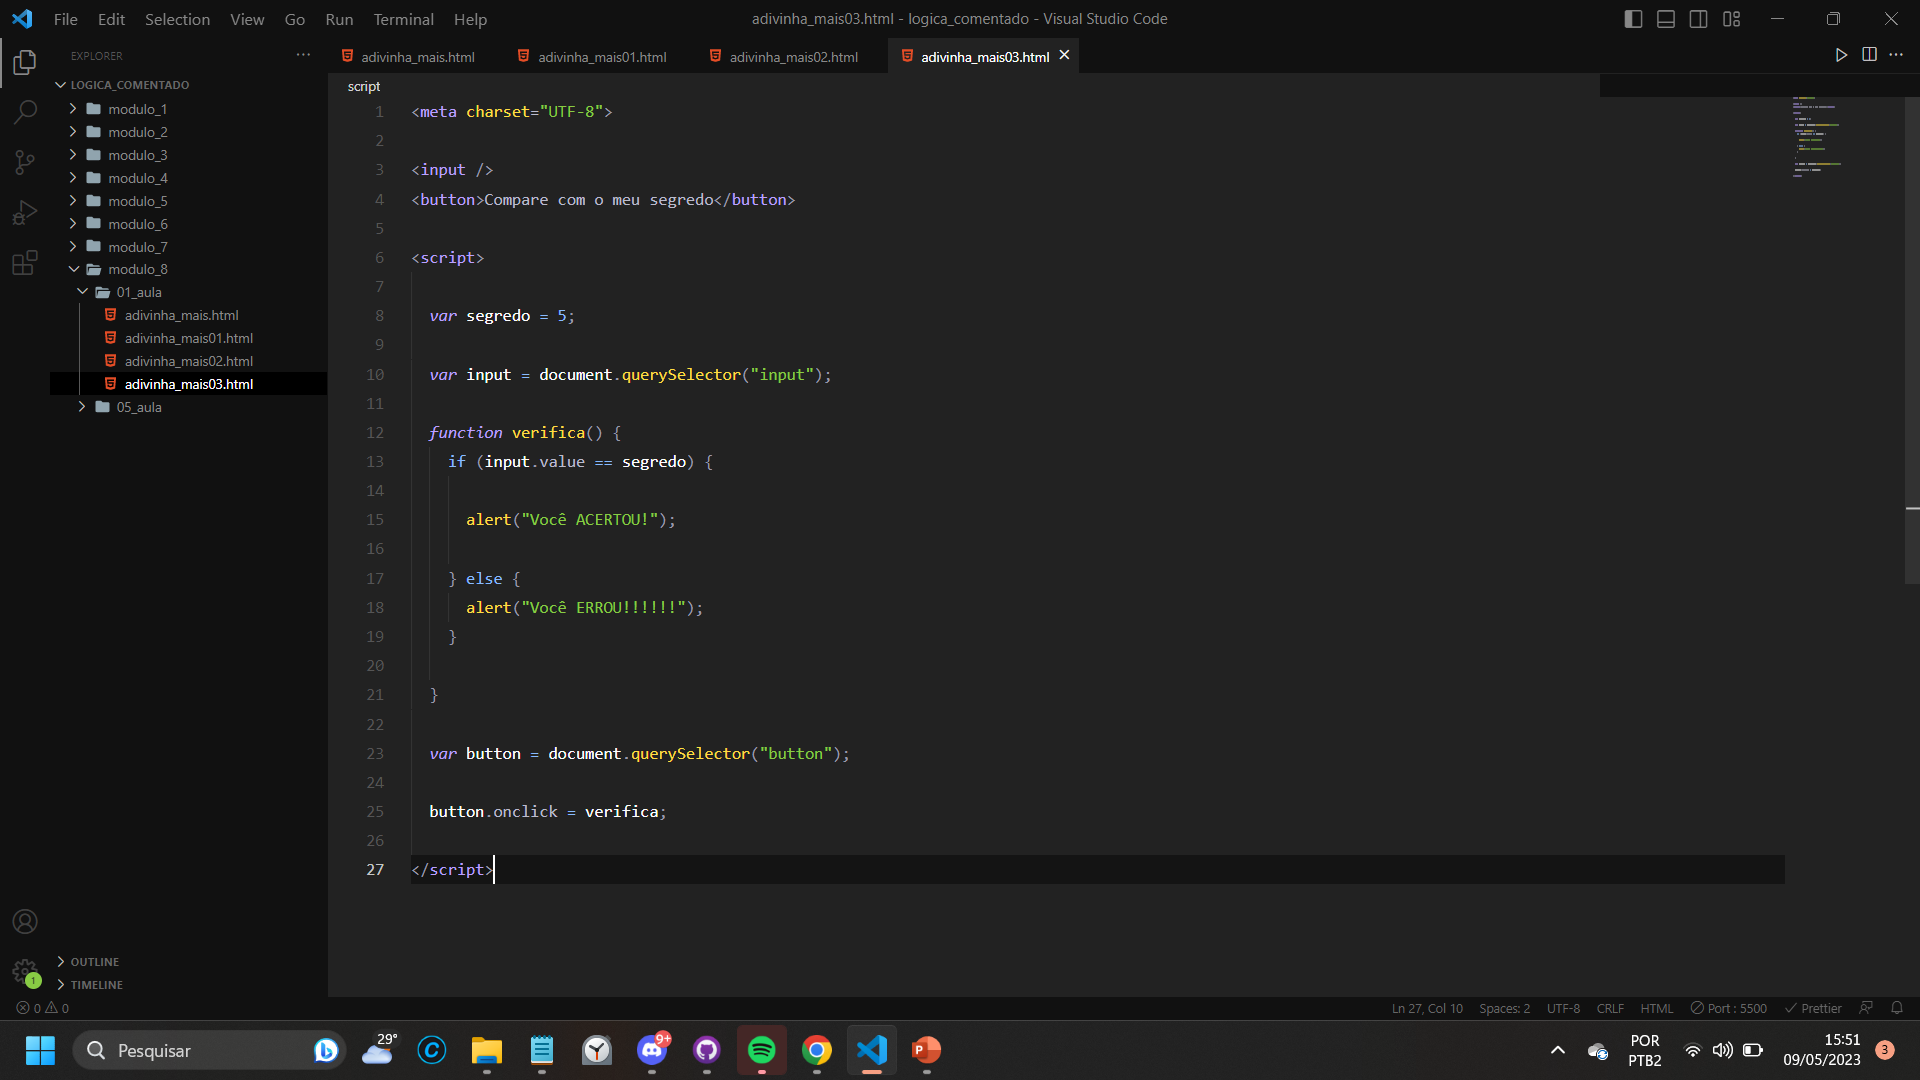 File Edit Selection View Go Run Terminal Help
adivinha_mais03.html - logica_comentado - Visual Studio Code
EXPLORER
LOGICA_COMENTADO
modulo_1
modulo_2
modulo_3
modulo_4
modulo_5
modulo_6
modulo_7
modulo_8
01_aula
adivinha_mais.html
adivinha_mais01.html
adivinha_mais02.html
adivinha_mais03.html
05_aula
OUTLINE
TIMELINE
adivinha_mais.html adivinha_mais01.html adivinha_mais02.html adivinha_mais03.html
script
1 <meta charset="UTF-8">
2
3 <input />
4 <button>Compare com o meu segredo</button>
5
6 <script>
7
8 var segredo = 5;
9
10 var input = document.querySelector("input");
11
12 function verifica() {
13 if (input.value == segredo) {
14
15 alert("Você ACERTOU!");
16
17 } else {
18 alert("Você ERROU!!!!!!");
19 }
20
21 }
22
23 var button = document.querySelector("button");
24
25 button.onclick = verifica;
26
27 </script>
1
0 0
Ln 27, Col 10 Spaces: 2 UTF-8 CRLF HTML Port : 5500 Prettier
Pesquisar
29°
9+
POR
PTB2
15:51
09/05/2023
3